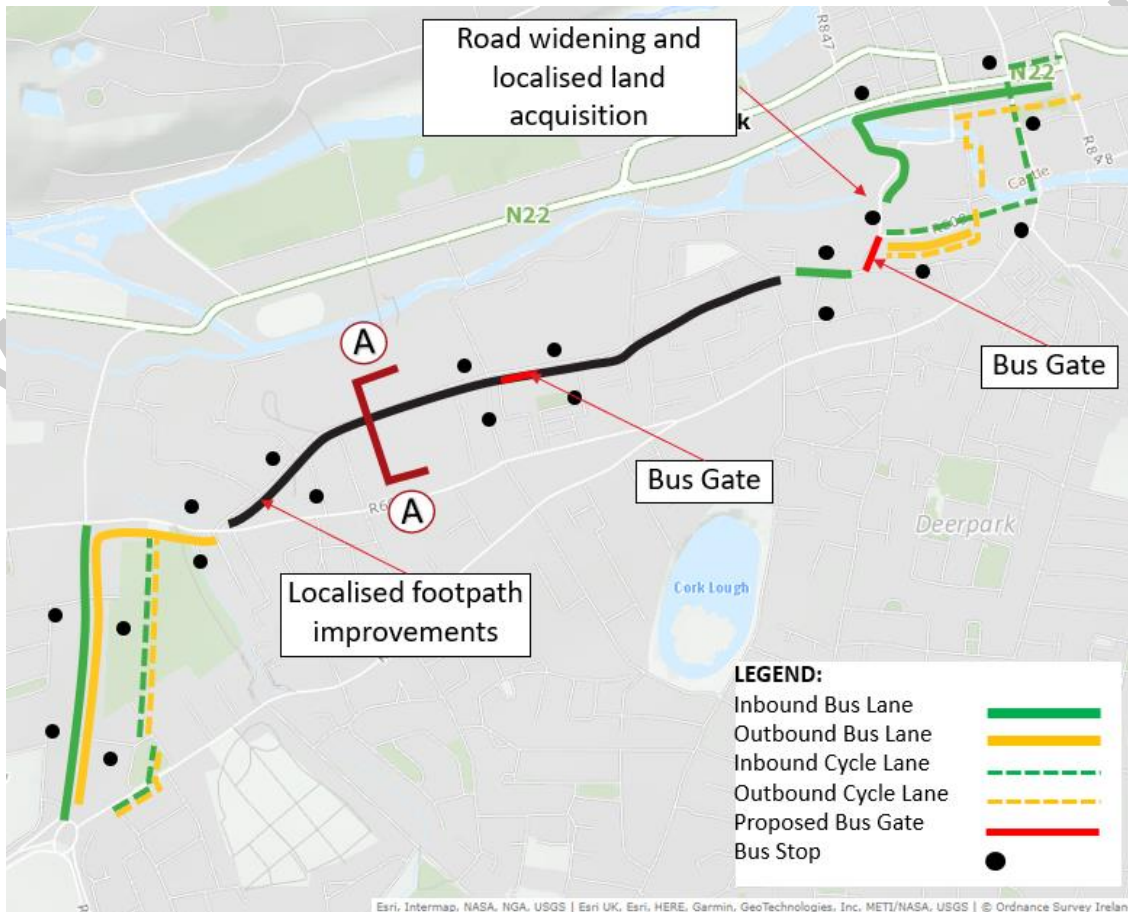 Road widening and
localised land
acquisition
R847
N22
k
R848
Castle
N22
Bus Gate
A
Bus Gate
A
Deerpark
Localised footpath
improvements
Cork Lough
LEGEND:
Inbound Bus Lane
Outbound Bus Lane
Inbound Cycle Lane
Outbound Cycle Lane
Proposed Bus Gate
Bus Stop
Esri, Intermap, NASA, NGA, USGS | Esri UK, Esri, HERE, Garmin, GeoTechnologies, Inc, METI/NASA, USGS | © Ordnance Survey Irelan